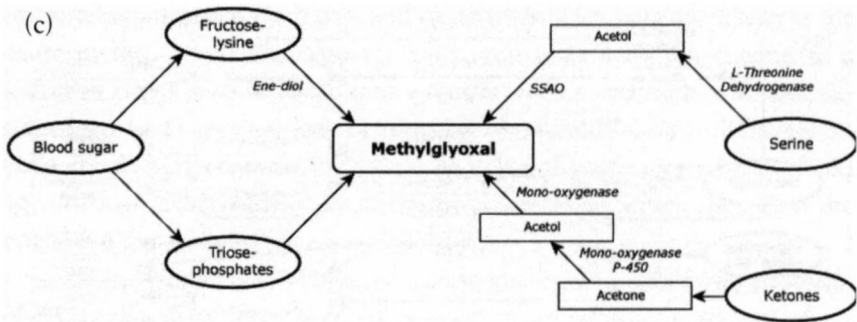 (c)
Fructose-
lysine
Acetol
Ene-diol
SSAO
L-Threonine
Dehydrogenase
Blood sugar
Methylglyoxal
Serine
Mono-oxygenase
Acetol
Triose-
phosphates
Mono-oxygenase
P-450
Acetone
Ketones